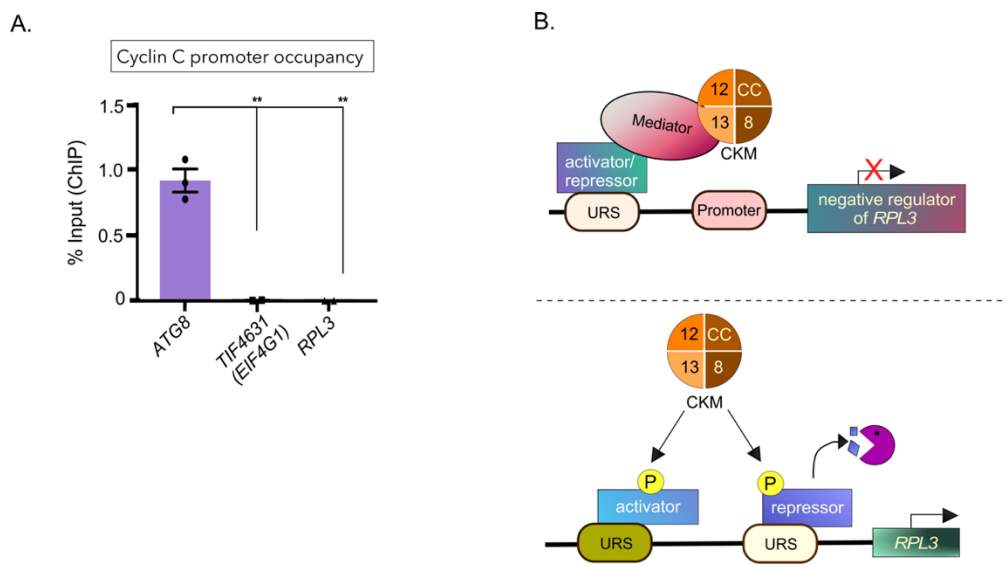 A.
Cyclin C promoter occupancy
**
**
1.5
1.0
0.5
0
% Input (ChIP)
ATG8
TIF4631
(EIF4G1)
RPL3
B.
12
CC
13
8
CKM
Mediator
activator/
repressor
URS
Promoter
X
negative regulator
of RPL3
12
CC
13
8
CKM
P
activator
URS
P
repressor
URS
RPL3